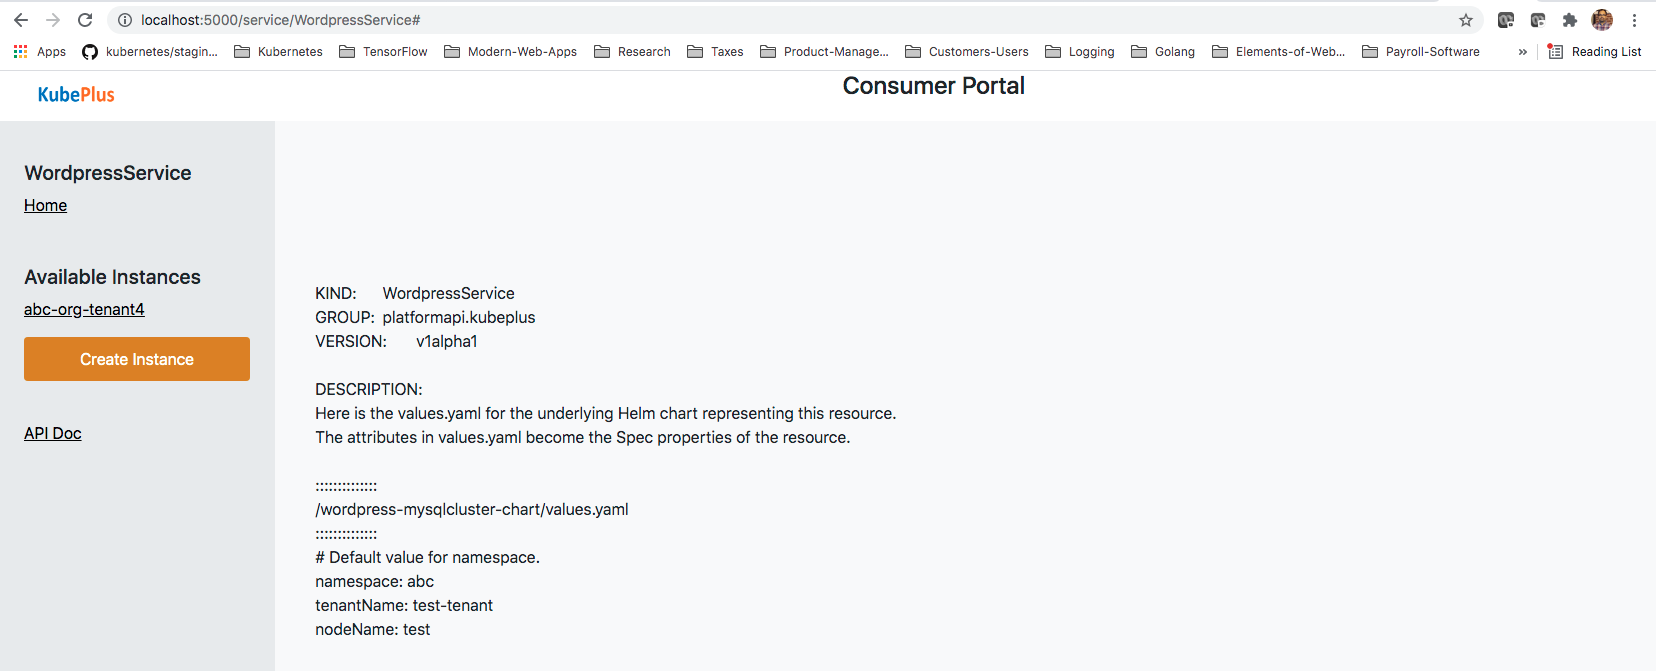 localhost:5000/service/WordpressService#
Apps kubernetes/stagin... Kubernetes TensorFlow Modern-Web-Apps Research Taxes Product-Manage... Customers-Users Logging Golang Elements-of-Web... Payroll-Software » Reading List
KubePlus
Consumer Portal
WordpressService
Home
Available Instances
abc-org-tenant4
Create Instance
API Doc
KIND: WordpressService
GROUP: platformapi.kubeplus
VERSION: v1alpha1
DESCRIPTION:
Here is the values.yaml for the underlying Helm chart representing this resource.
The attributes in values.yaml become the Spec properties of the resource.
::::::::::::::
/wordpress-mysqlcluster-chart/values.yaml
::::::::::::::
# Default value for namespace.
namespace: abc
tenantName: test-tenant
nodeName: test